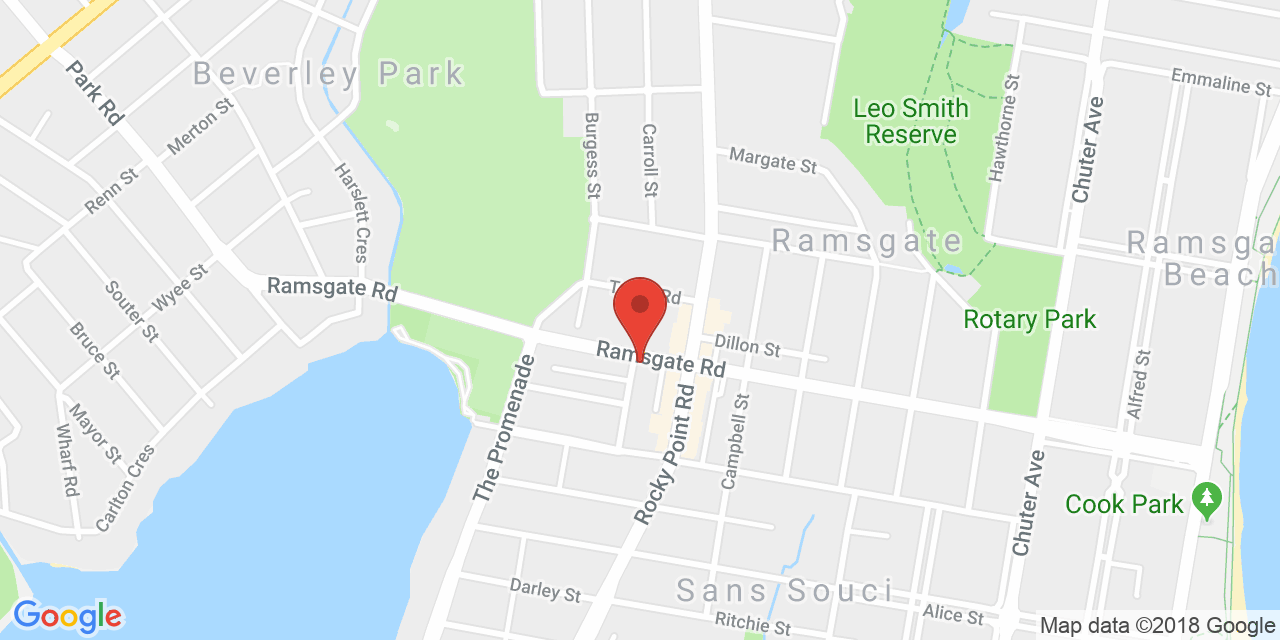 Park Rd
Beverley Park
Merton St
Renn St
Harslett Cres
Burgess St
Carroll St
Margate St
Leo Smith
Reserve
Hawthorne St
Chuter Ave
Emmaline St
Ramsgate
Beach
Ramsgate Rd
Wyee St
Souter St
Bruce St
Mayor St
Wharf Rd
Carlton Cres
Rd
Dillon St
Rotary Park
Ramsgate Rd
The Promenade
Rocky Point Rd
Campbell St
Alfred St
Chuter Ave
Cook Park
Sans Souci
Darley St
Ritchie St
Alice St
Google
Map data ©2018 Google